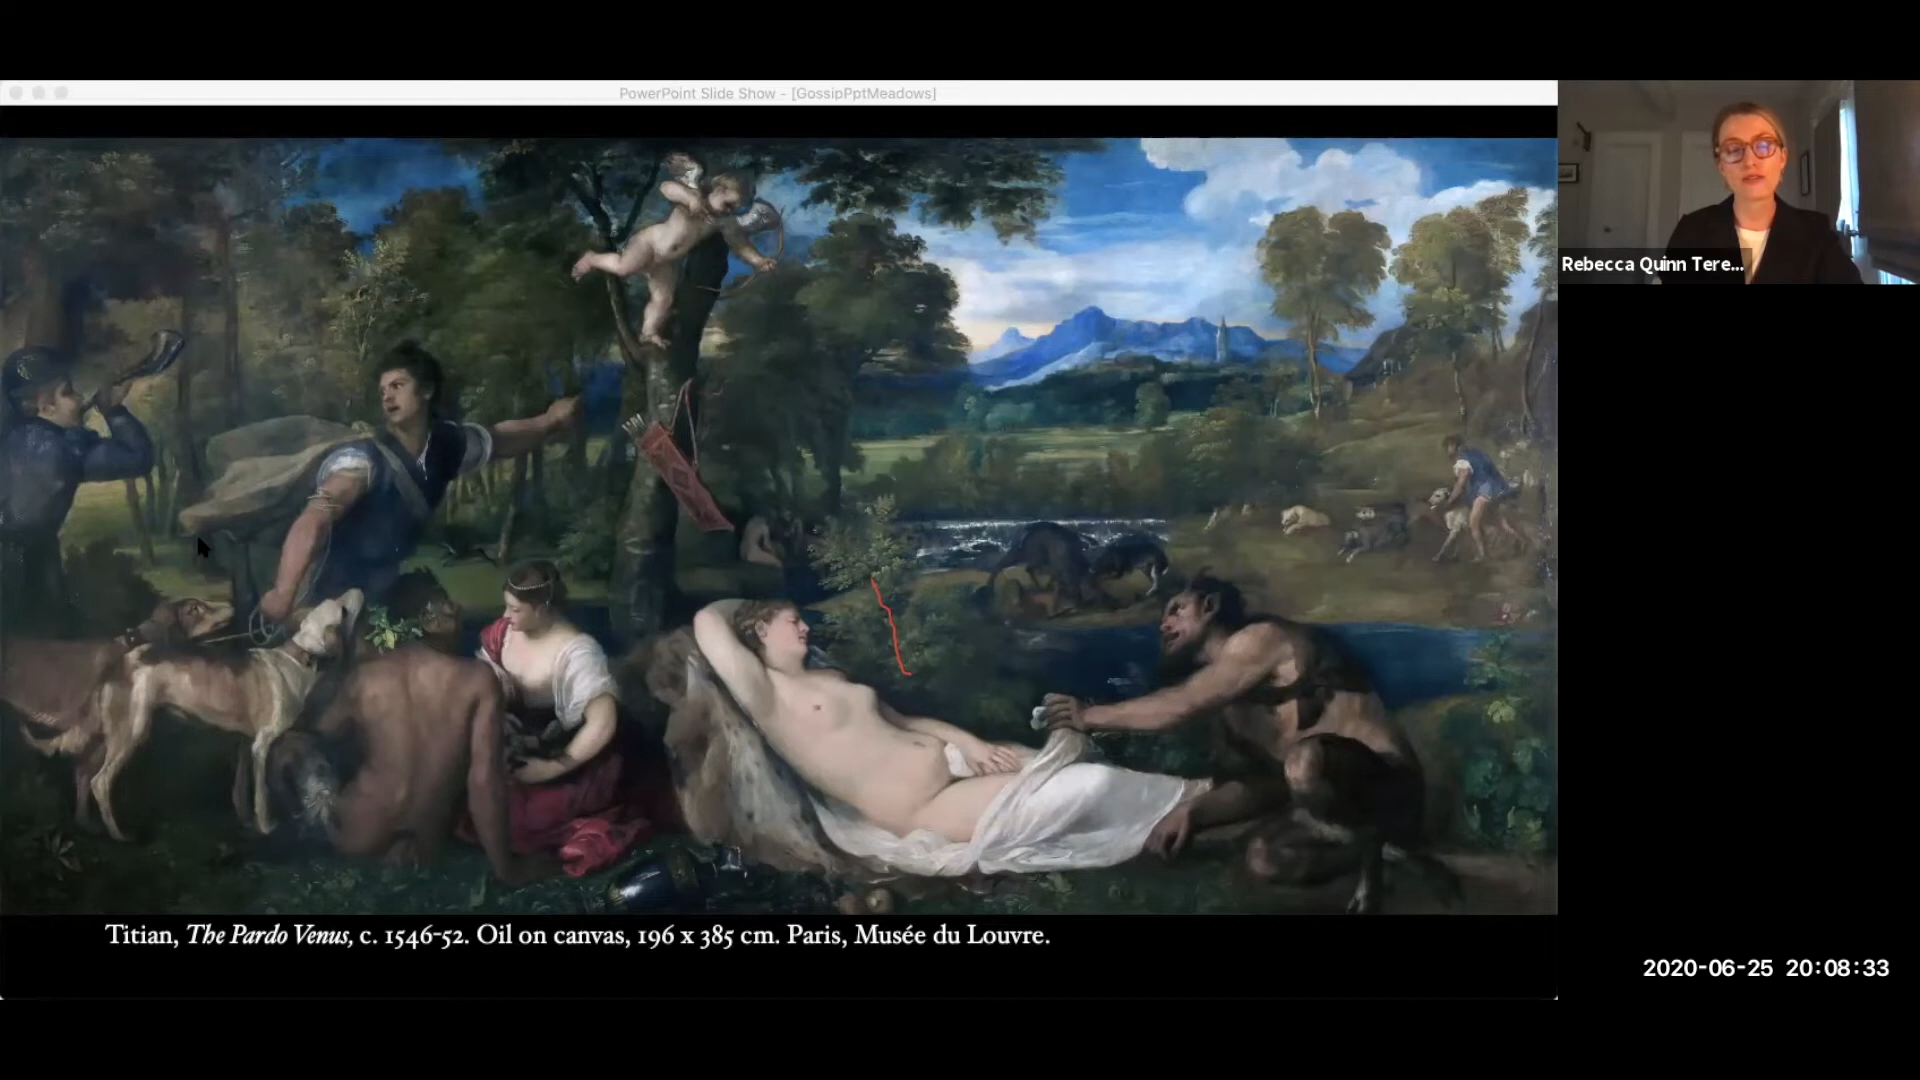 PowerPoint Slide Show - [GossipPptMeadows]
Rebecca Quinn Tere...
Titian, The Pardo Venus, c. 1546-52. Oil on canvas, 196 x 385 cm. Paris, Musée du Louvre.
2020-06-25 20:08:33